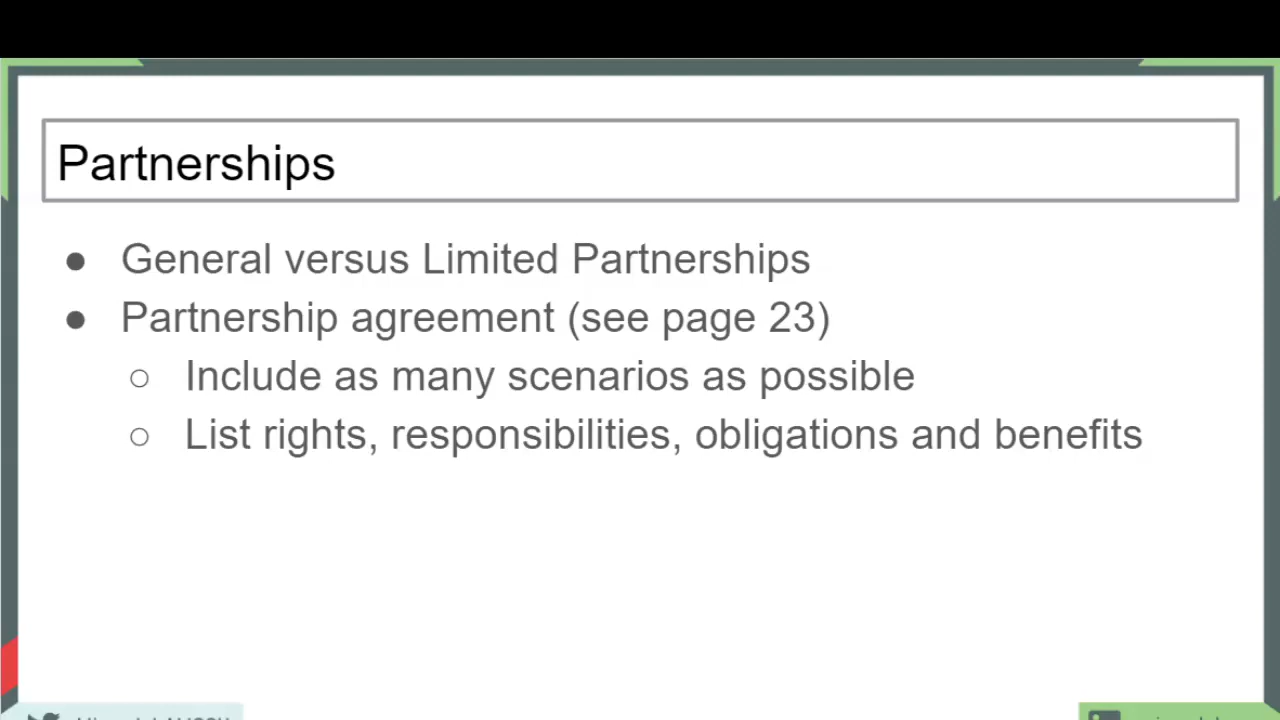 Partnerships
● General versus Limited Partnerships
● Partnership agreement (see page 23)
○ Include as many scenarios as possible
○ List rights, responsibilities, obligations and benefits